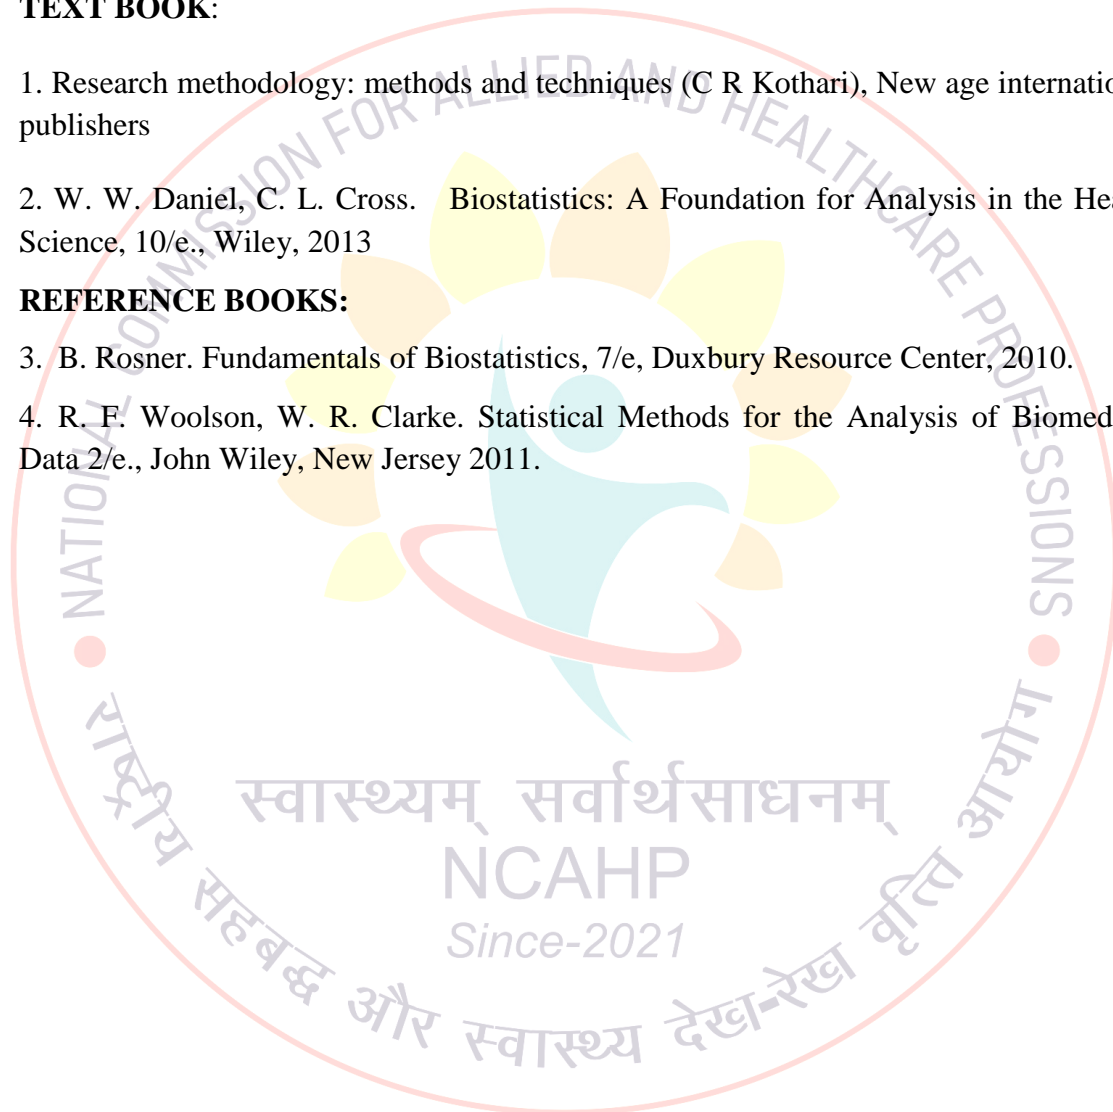 TEXT BOOK:
1. Research methodology: methods and techniques (C R Kothari), New age internatio
publishers
2. W. W. Daniel, C. L. Cross. Biostatistics: A Foundation for Analysis in the Hea
Science, 10/e., Wiley, 2013
REFERENCE BOOKS:
3. B. Rosner. Fundamentals of Biostatistics, 7/e, Duxbury Resource Center, 2010.
4. R. F. Woolson, W. R. Clarke. Statistical Methods for the Analysis of Biomed
Data 2/e., John Wiley, New Jersey 2011.
NATIONAL COMMISSION FOR ALLIED AND HEALTHCARE PROFESSIONS
स्वास्थ्यम् सर्वार्थसाधनम्
NCAHP
Since-2021
राष्ट्रीय सहबद्ध और स्वास्थ्य देख-रेख वृत्ति आयोग